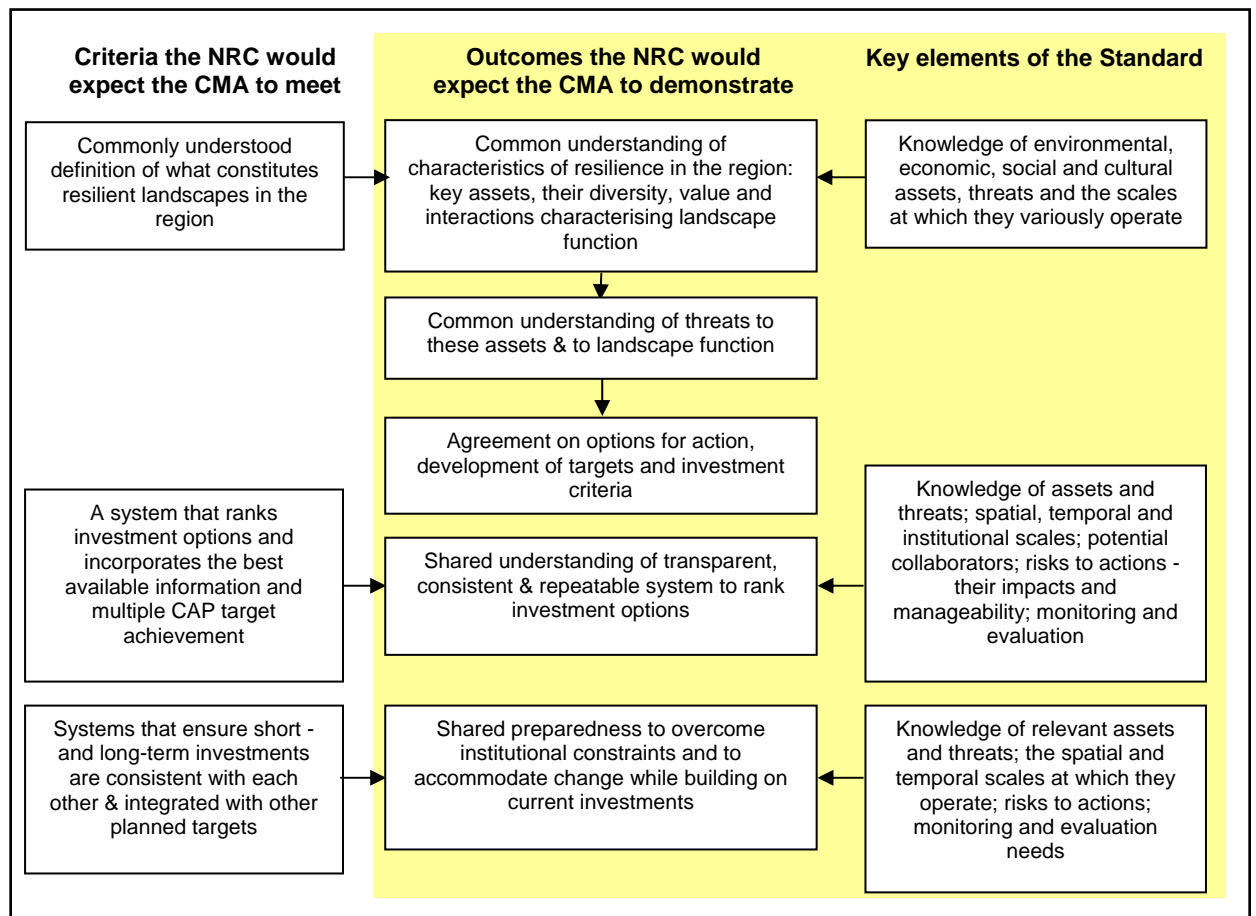 Criteria the NRC would
expect the CMA to meet
Outcomes the NRC would
expect the CMA to demonstrate
Key elements of the Standard
Commonly understood
definition of what constitutes
resilient landscapes in the
region
Common understanding of
characteristics of resilience in the region:
key assets, their diversity, value and
interactions characterising landscape
function
Knowledge of environmental,
economic, social and cultural
assets, threats and the scales
at which they variously operate
Common understanding of threats to
these assets & to landscape function
Agreement on options for action,
development of targets and investment
criteria
A system that ranks
investment options and
incorporates the best
available information and
multiple CAP target
achievement
Shared understanding of transparent,
consistent & repeatable system to rank
investment options
Knowledge of assets and
threats; spatial, temporal and
institutional scales; potential
collaborators; risks to actions -
their impacts and
manageability; monitoring and
evaluation
Systems that ensure short -
and long-term investments
are consistent with each
other & integrated with other
planned targets
Shared preparedness to overcome
institutional constraints and to
accommodate change while building on
current investments
Knowledge of relevant assets
and threats; the spatial and
temporal scales at which they
operate; risks to actions;
monitoring and evaluation
needs